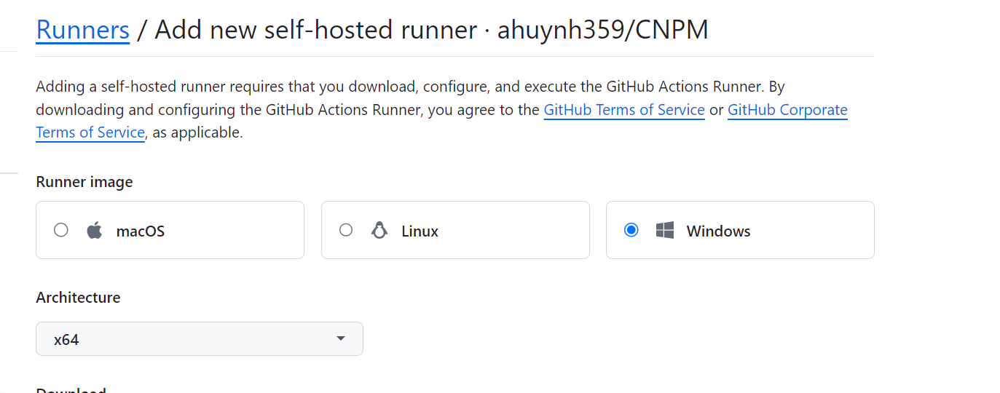 Runners / Add new self-hosted runner · ahuynh359/CNPM
Adding a self-hosted runner requires that you download, configure, and execute the GitHub Actions Runner. By
downloading and configuring the GitHub Actions Runner, you agree to the GitHub Terms of Service or GitHub Corporate
Terms of Service, as applicable.
Runner image
macOS
Linux
Windows
Architecture
x64
Download